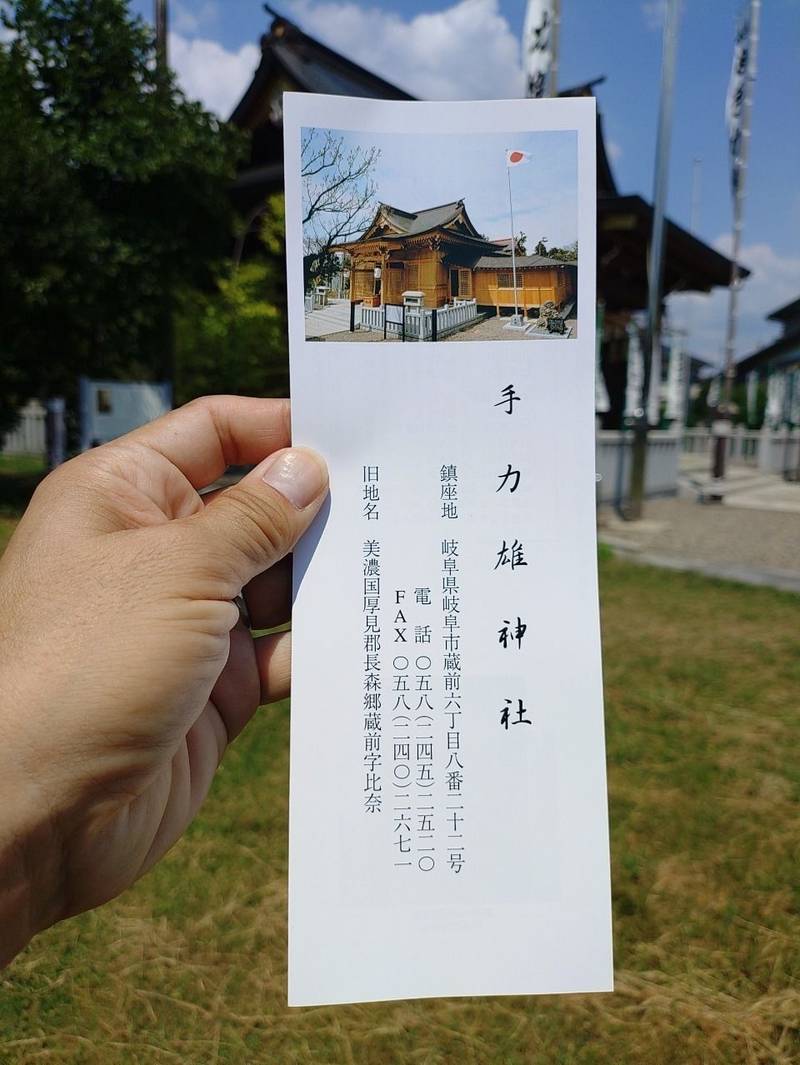 手力雄神社
鎮座地 岐阜県岐阜市蔵前六丁目八番二十二号
電話 〇五八(二四五)二五二〇
FAX 〇五八(二四〇)二六七一
旧地名 美濃国厚見郡長森郷蔵前字比奈